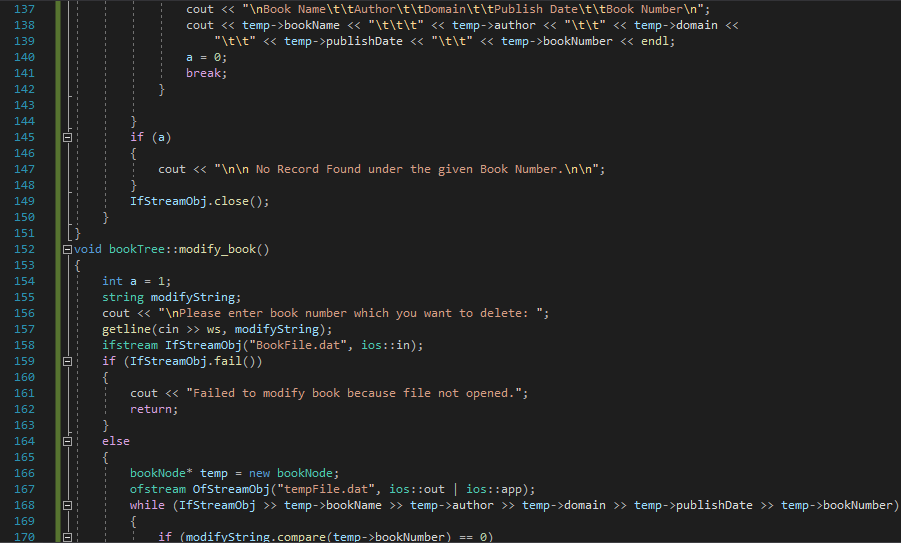 137 cout << "\nBook Name\t\tAuthor\t\tDomain\t\tPublish Date\t\tBook Number\n";
138 cout << temp->bookName << "\t\t\t" << temp->author << "\t\t" << temp->domain <<
139 "\t\t" << temp->publishDate << "\t\t" << temp->bookNumber << endl;
140 a = 0;
141 break;
142 }
143
144 }
145 if (a)
146 {
147 cout << "\n\n No Record Found under the given Book Number.\n\n";
148 }
149 IfStreamObj.close();
150 }
151 }
152 void bookTree::modify_book()
153 {
154 int a = 1;
155 string modifyString;
156 cout << "\nPlease enter book number which you want to delete: ";
157 getline(cin >> ws, modifyString);
158 ifstream IfStreamObj("BookFile.dat", ios::in);
159 if (IfStreamObj.fail())
160 {
161 cout << "Failed to modify book because file not opened.";
162 return;
163 }
164 else
165 {
166 bookNode* temp = new bookNode;
167 ofstream OfStreamObj("tempFile.dat", ios::out | ios::app);
168 while (IfStreamObj >> temp->bookName >> temp->author >> temp->domain >> temp->publishDate >> temp->bookNumber)
169 {
170 if (modifyString.compare(temp->bookNumber) == 0)